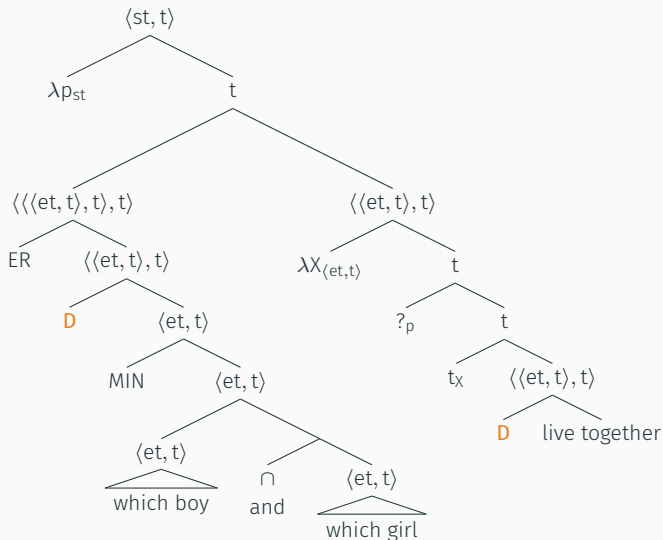 ⟨st, t⟩
λp_st t
⟨⟨⟨et, t⟩, t⟩, t⟩ ⟨⟨et, t⟩, t⟩
ER ⟨⟨et, t⟩, t⟩ λX_⟨et,t⟩ t
D ⟨et, t⟩ ?_p t
MIN ⟨et, t⟩ t_X ⟨⟨et, t⟩, t⟩
D live together
⟨et, t⟩
which boy ∩ ⟨et, t⟩
and
which girl